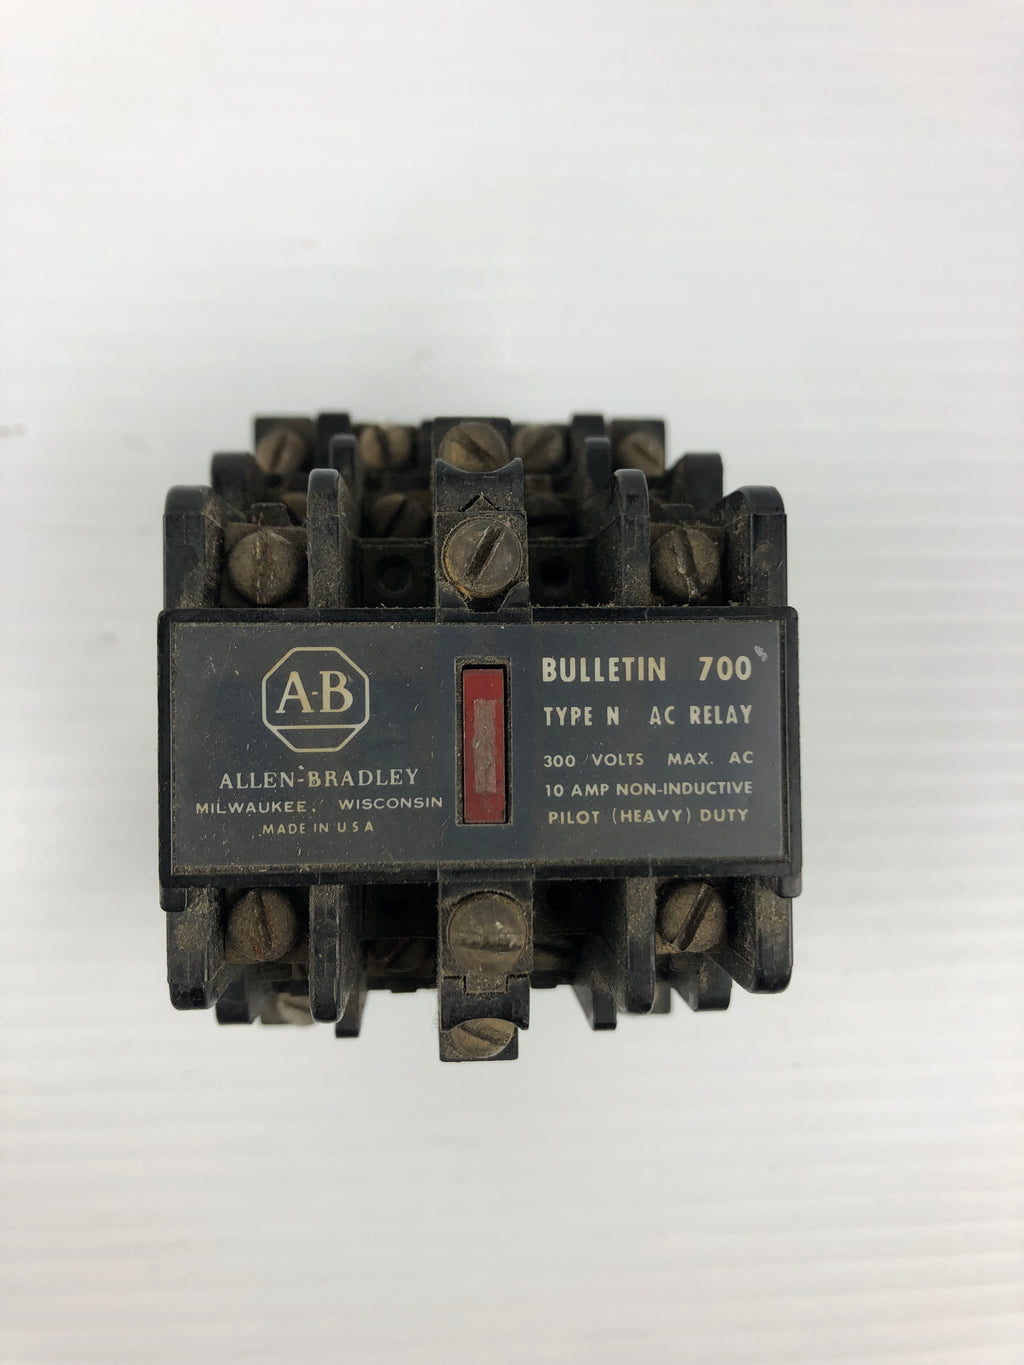 A-B
ALLEN-BRADLEY
MILWAUKEE, WISCONSIN
MADE IN U S A
BULLETIN 700
TYPE N AC RELAY
300 VOLTS MAX. AC
10 AMP NON-INDUCTIVE
PILOT (HEAVY) DUTY